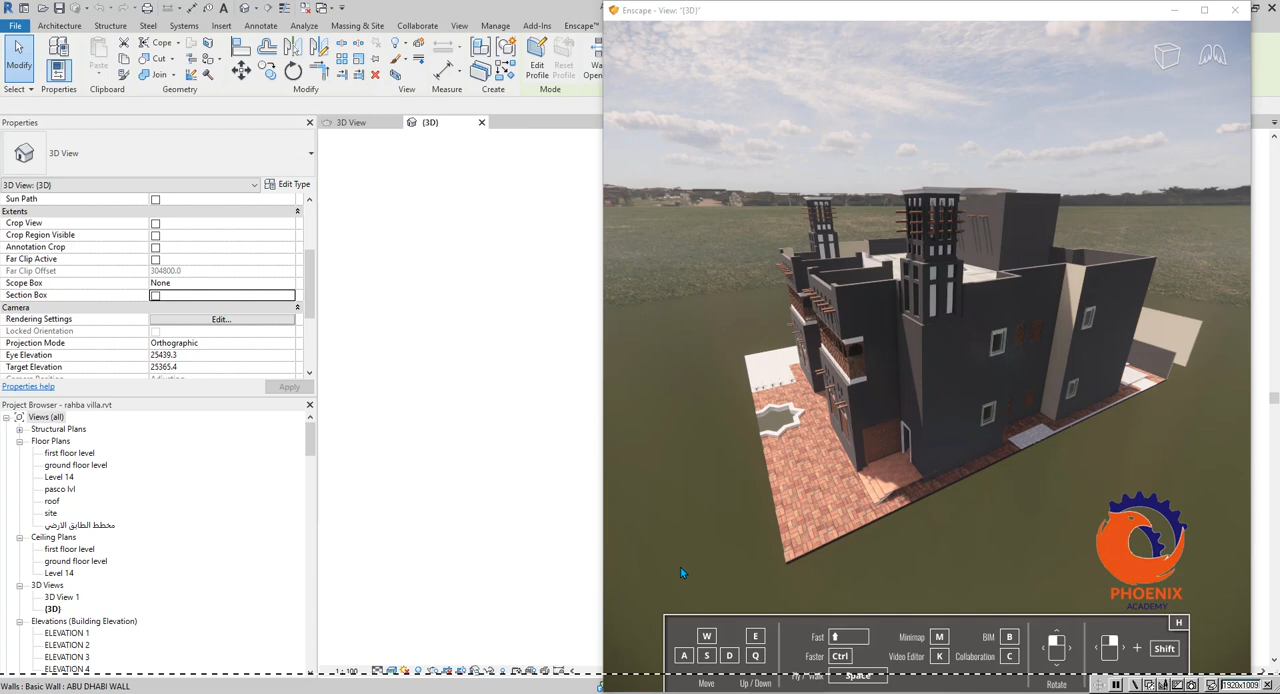 Enscape - View: "{3D}"
File Architecture Structure Steel Systems Insert Annotate Analyze Massing & Site Collaborate View Manage Add-Ins Enscape™
Modify Properties Paste Cope Cut Join Edit Profile Reset Profile
Select Properties Clipboard Geometry Modify View Measure Create Mode
Properties
3D View {3D}
3D View
3D View: {3D} Edit Type
Sun Path
Extents
Crop View
Crop Region Visible
Annotation Crop
Far Clip Active
Far Clip Offset 304800.0
Scope Box None
Section Box
Camera
Rendering Settings Edit...
Locked Orientation
Projection Mode Orthographic
Eye Elevation 25439.3
Target Elevation 25365.4
Properties help Apply
Project Browser - rahba villa.rvt
Views (all)
Structural Plans
Floor Plans
first floor level
ground floor level
Level 14
pasco lvl
roof
site
مخطط الطابق الارضي
Ceiling Plans
first floor level
ground floor level
Level 14
3D Views
3D View 1
{3D}
Elevations (Building Elevation)
ELEVATION 1
ELEVATION 2
ELEVATION 3
ELEVATION 4
1 : 100
Walls : Basic Wall : ABU DHABI WALL
PHOENIX
ACADEMY
H
W E Fast Minimap M BIM B
A S D Q Faster Ctrl Video Editor K Collaboration C Shift
Move Up / Down Fly / Walk Space Rotate
1920x1009